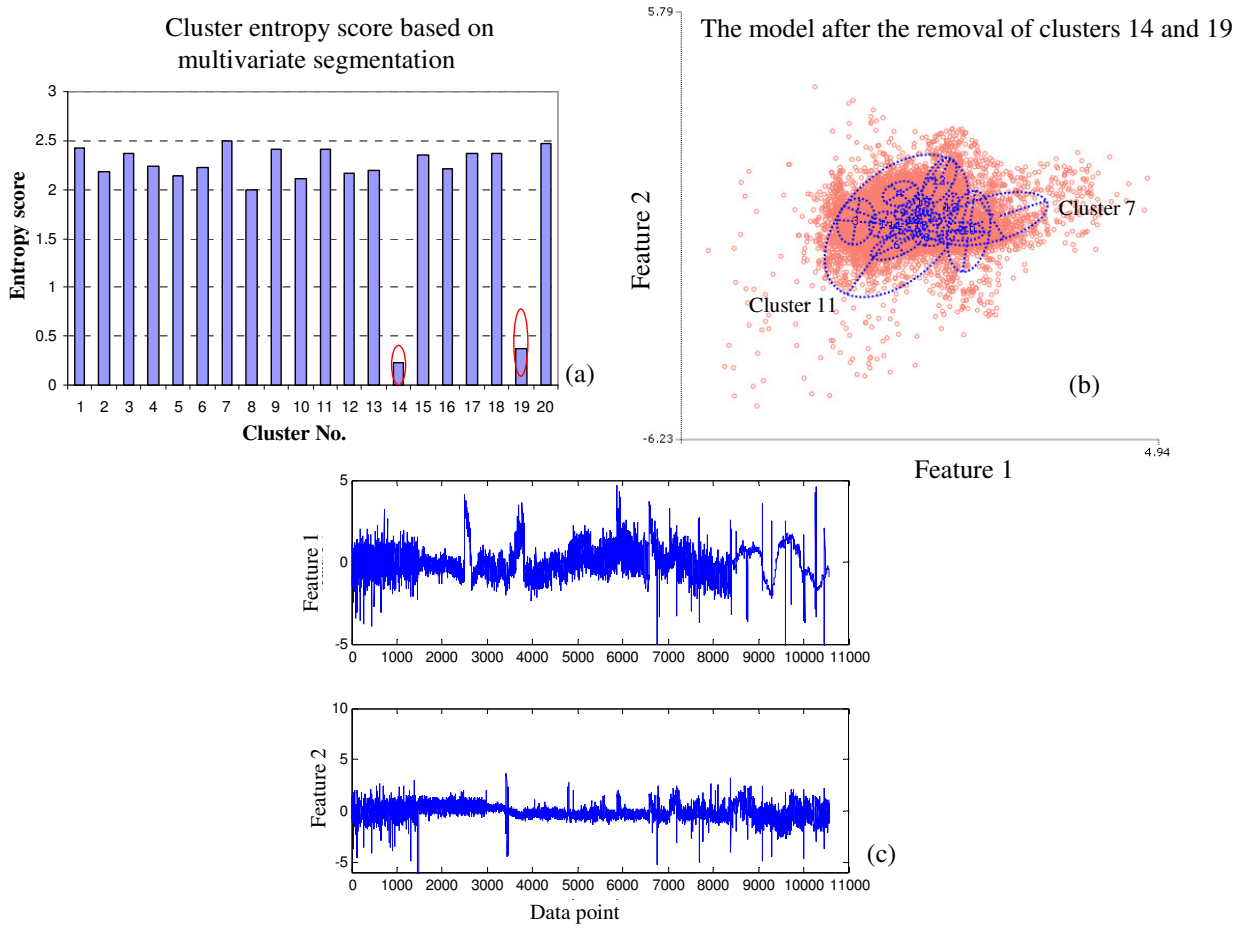 Cluster entropy score based on
multivariate segmentation
3
2.5
2
1.5
1
0.5
0
Entropy score
1 2 3 4 5 6 7 8 9 10 11 12 13 14 15 16 17 18 19 20
Cluster No.
(a)
5.79
The model after the removal of clusters 14 and 19
Feature 2
Cluster 7
Cluster 11
(b)
-6.23
4.94
Feature 1
5
0
-5
Feature 1
0 1000 2000 3000 4000 5000 6000 7000 8000 9000 10000 11000
10
5
0
-5
Feature 2
0 1000 2000 3000 4000 5000 6000 7000 8000 9000 10000 11000
(c)
Data point